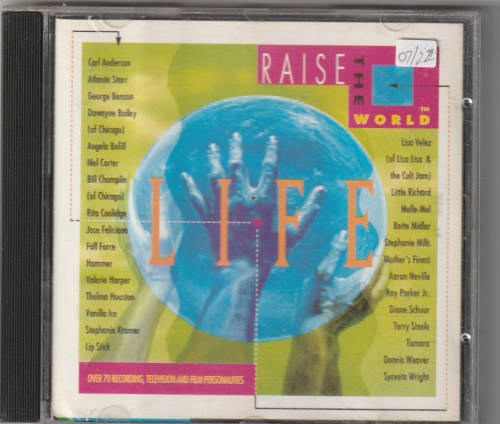 RAISE
THE
WORLD
TM
07/22
LIFE
Carl Anderson
Atlantic Starr
George Benson
Dawayne Bailey
(of Chicago)
Angela Bofill
Mel Carter
Bill Champlin
(of Chicago)
Rita Coolidge
Jose Feliciano
Full Force
Hammer
Valerie Harper
Thelma Houston
Vanilla Ice
Stephanie Kramer
Lip Stick
Lisa Velez
(of Lisa Lisa &
the Cult Jam)
Little Richard
Melle-Mel
Bette Midler
Stephanie Mills
Mother's Finest
Aaron Neville
Ray Parker Jr.
Diane Schuur
Terry Steele
Tamara
Dennis Weaver
Syreeta Wright
OVER 70 RECORDING, TELEVISION AND FILM PERSONALITIES